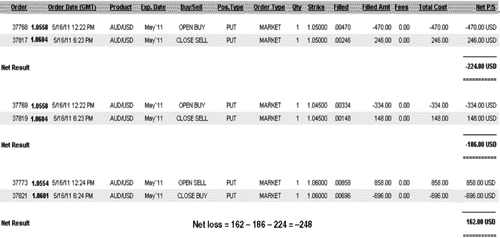 Order Order Date (GMT) Product Exp. Date Buy/Sell Pos.Type Order Type Qty Strike Filled Filled Amt Fees Total Cost Net P/S
37768 1.0550 5/16/11 12:22 PM AUD/USD May'11 OPEN BUY PUT MARKET 1 1.05000 .00470 -470.00 0.00 -470.00 -470.00 USD
37817 1.0604 5/16/11 6:23 PM AUD/USD May'11 CLOSE SELL PUT MARKET 1 1.05000 .00246 246.00 0.00 246.00 246.00 USD
Net Result -224.00 USD
==========
37769 1.0550 5/16/11 12:22 PM AUD/USD May'11 OPEN BUY PUT MARKET 1 1.04500 .00334 -334.00 0.00 -334.00 -334.00 USD
37819 1.0604 5/16/11 6:23 PM AUD/USD May'11 CLOSE SELL PUT MARKET 1 1.04500 .00148 148.00 0.00 148.00 148.00 USD
Net Result -186.00 USD
==========
37773 1.0554 5/16/11 12:24 PM AUD/USD May'11 OPEN SELL PUT MARKET 1 1.06000 .00858 858.00 0.00 858.00 858.00 USD
37821 1.0601 5/16/11 6:24 PM AUD/USD May'11 CLOSE BUY PUT MARKET 1 1.06000 .00696 -696.00 0.00 -696.00 -696.00 USD
Net Result Net loss = 162 – 186 – 224 = –248 162.00 USD
==========